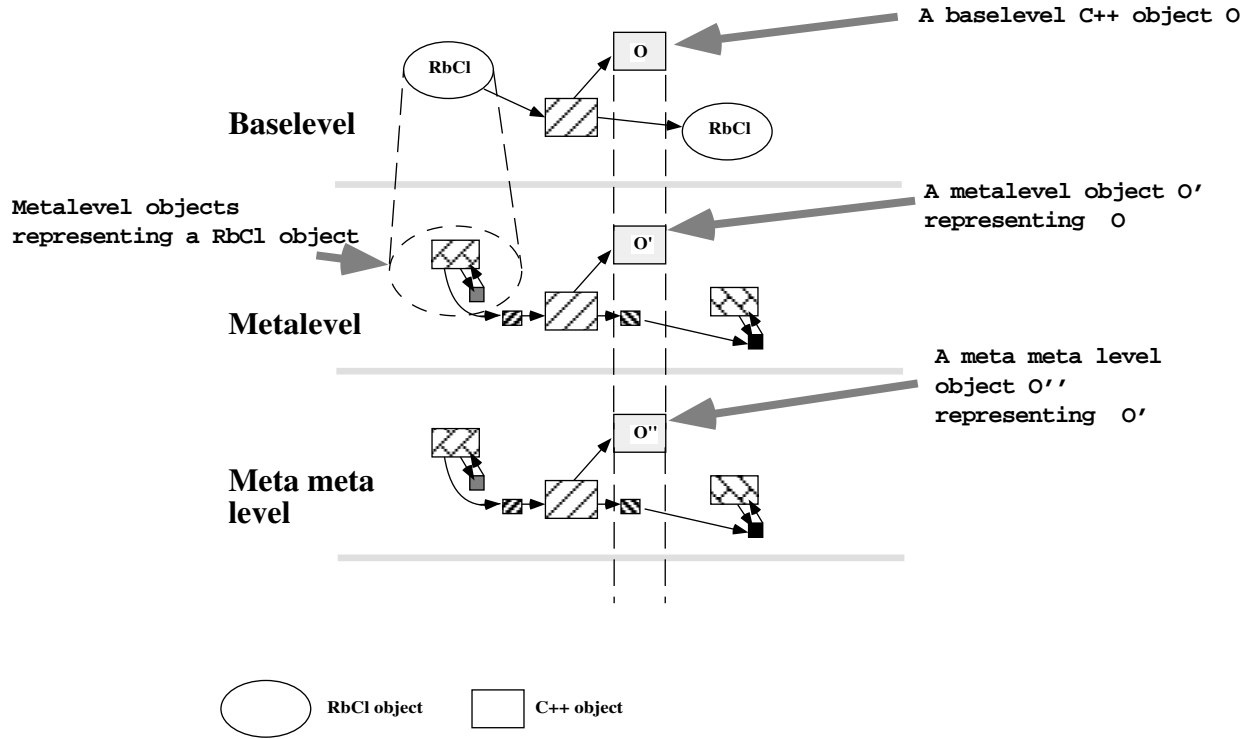 A baselevel C++ object O
O
RbCl
Baselevel
RbCl
A metalevel object O'
representing O
Metalevel objects
representing a RbCl object
O'
Metalevel
A meta meta level
object O''
representing O'
O"
Meta meta
level
RbCl object
C++ object